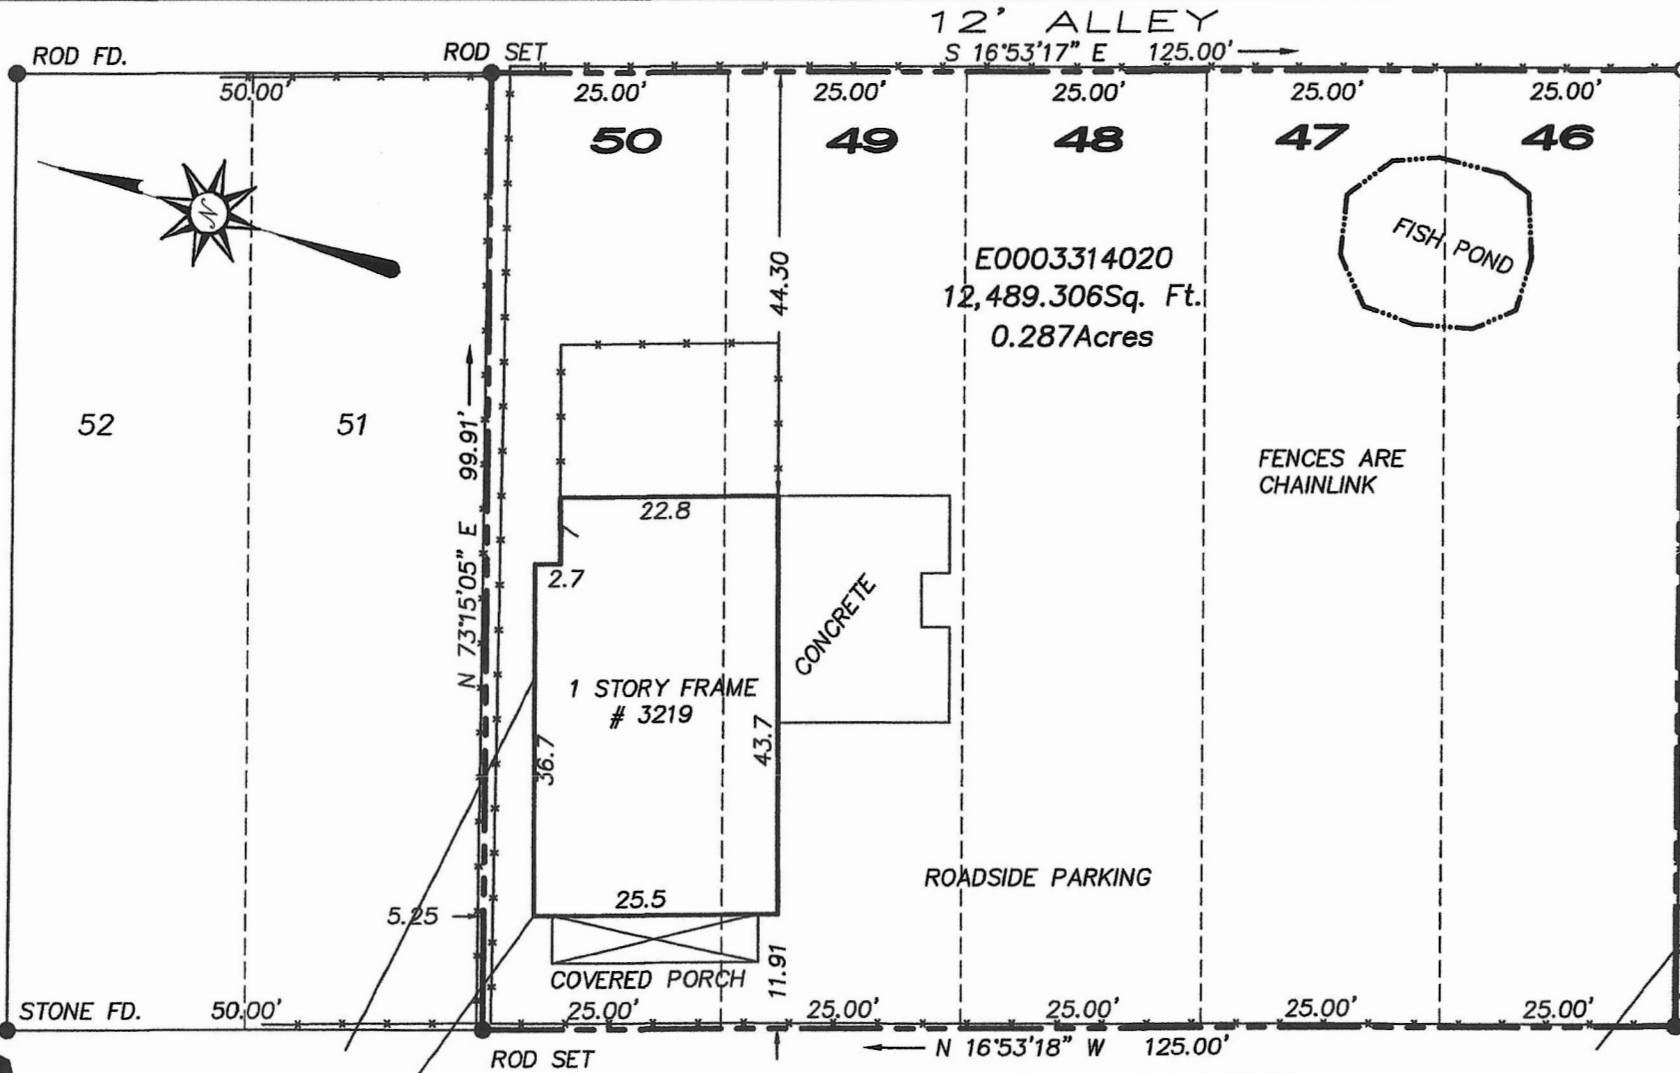 12' ALLEY
S 16°53'17" E 125.00'
ROD FD.
ROD SET
50.00'
25.00'
25.00'
25.00'
25.00'
25.00'
50
49
48
47
46
N
FISH POND
44.30
E0003314020
12,489.306Sq. Ft.
0.287Acres
52
51
N 73°15'05" E 99.91'
FENCES ARE
CHAINLINK
22.8
7
2.7
CONCRETE
1 STORY FRAME
# 3219
36.7
43.7
ROADSIDE PARKING
25.5
5.25
COVERED PORCH
11.91
STONE FD.
50.00'
25.00'
25.00'
25.00'
25.00'
25.00'
ROD SET
N 16°53'18" W 125.00'